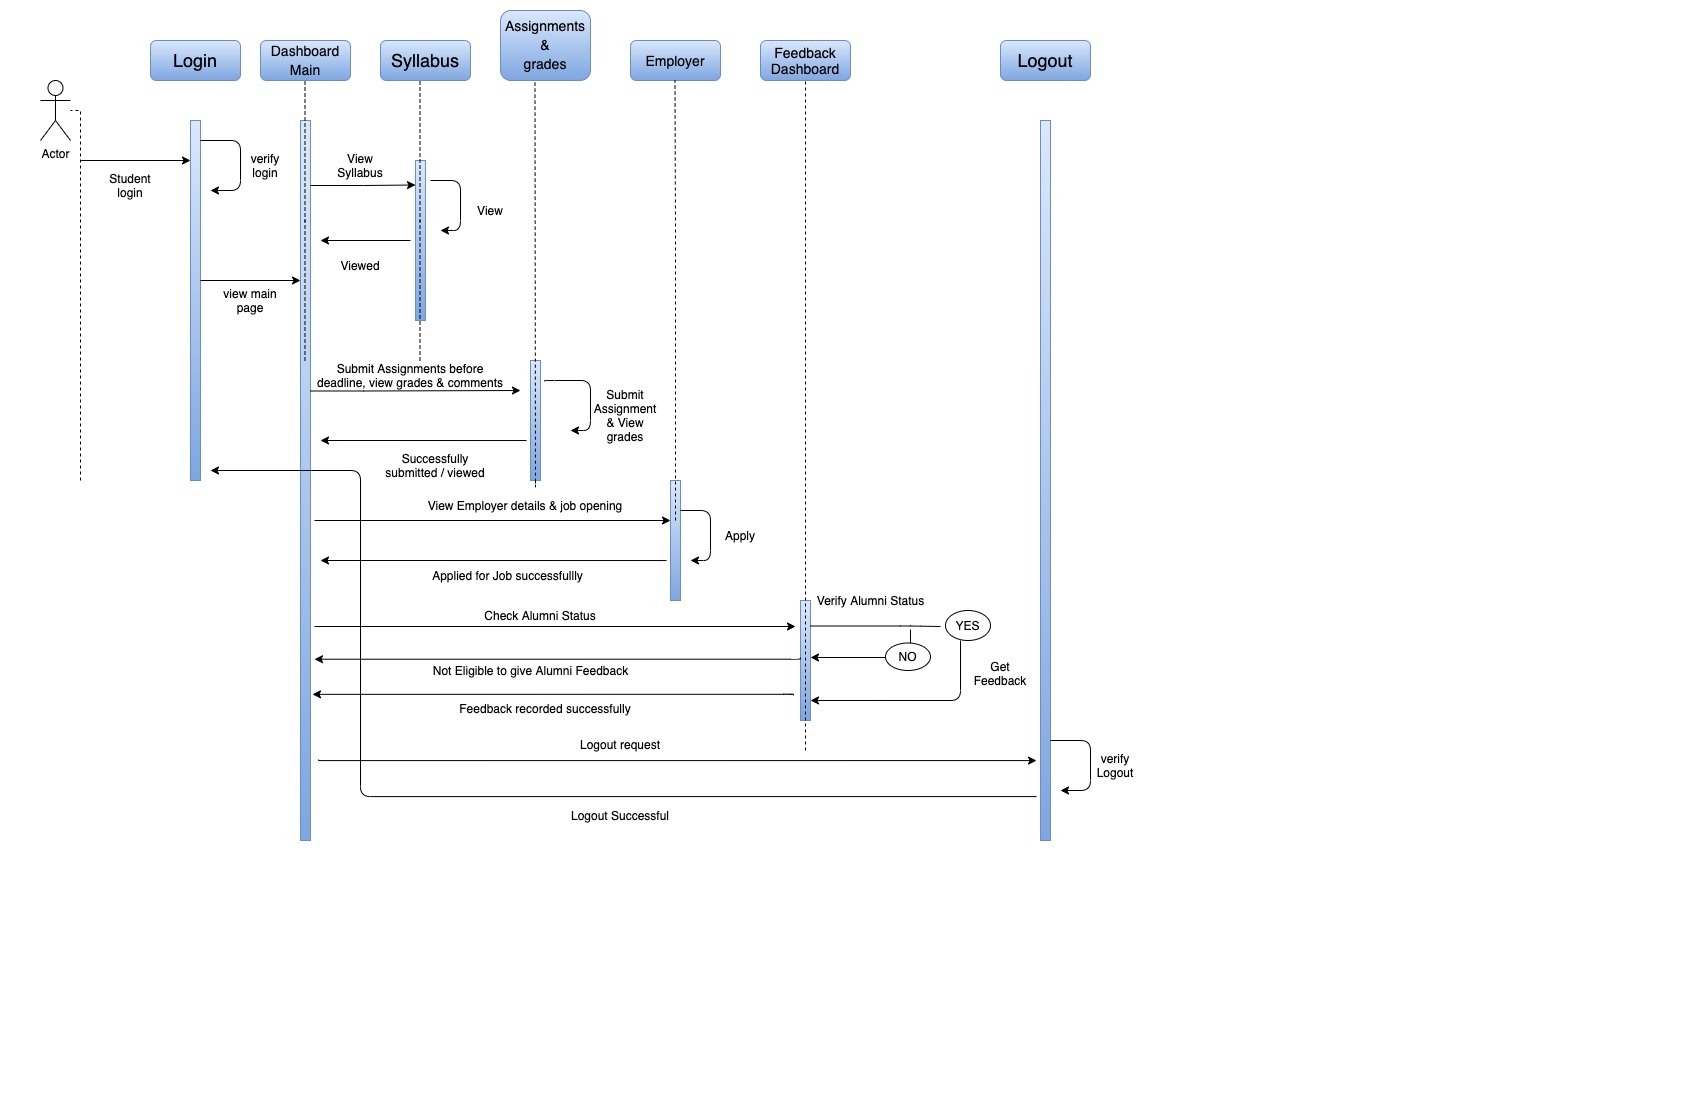 Login
Dashboard
Main
Syllabus
Assignments
&
grades
Employer
Feedback
Dashboard
Logout
Actor
Student
login
verify
login
View
Syllabus
View
Viewed
view main
page
Submit Assignments before
deadline, view grades & comments
Submit
Assignment
& View
grades
Successfully
submitted / viewed
View Employer details & job opening
Apply
Applied for Job successfullly
Verify Alumni Status
Check Alumni Status
YES
NO
Get
Feedback
Not Eligible to give Alumni Feedback
Feedback recorded successfully
Logout request
verify
Logout
Logout Successful